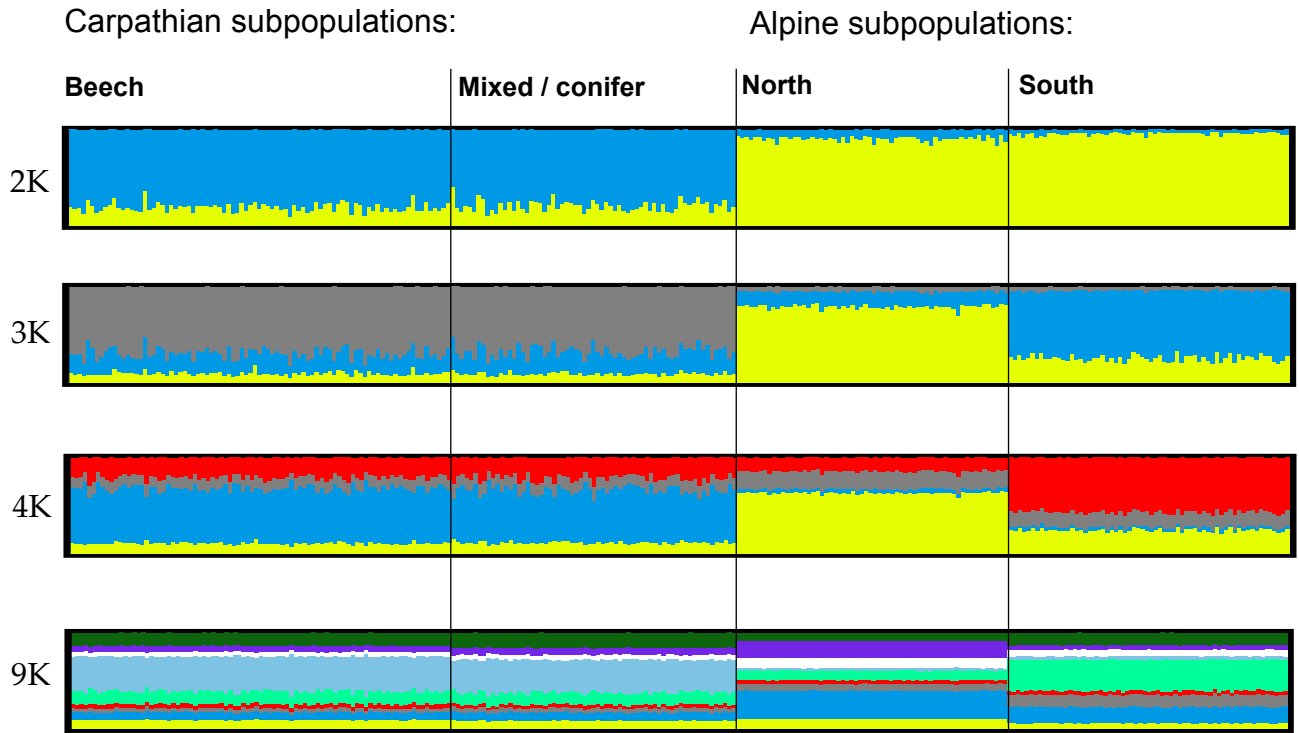 Carpathian subpopulations:
Alpine subpopulations:
Beech
Mixed / conifer
North
South
2K
3K
4K
9K